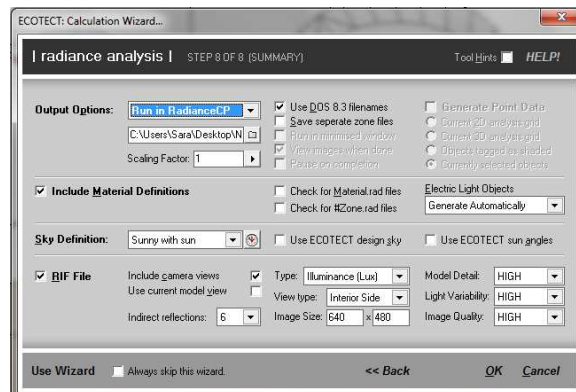 ECOTECT: Calculation Wizard...
| radiance analysis | STEP 8 OF 8 (SUMMARY) Tool Hints HELP!
Output Options: Run in RadianceCP
C:\Users\Sara\Desktop\N
Scaling Factor: 1
Use DOS 8.3 filenames
Save seperate zone files
Run in minimised window
View images when done
Pause on completion
Generate Point Data
Current 2D analysis grid
Current 3D analysis grid
Objects tagged as shaded
Currently selected objects
Include Material Definitions
Check for Material.rad files
Check for #Zone.rad files
Electric Light Objects
Generate Automatically
Sky Definition: Sunny with sun Use ECOTECT design sky Use ECOTECT sun angles
RIF File
Include camera views
Use current model view
Indirect reflections: 6
Type: Illuminance (Lux)
View type: Interior Side
Image Size: 640 x 480
Model Detail: HIGH
Light Variability: HIGH
Image Quality: HIGH
Use Wizard Always skip this wizard. << Back OK Cancel